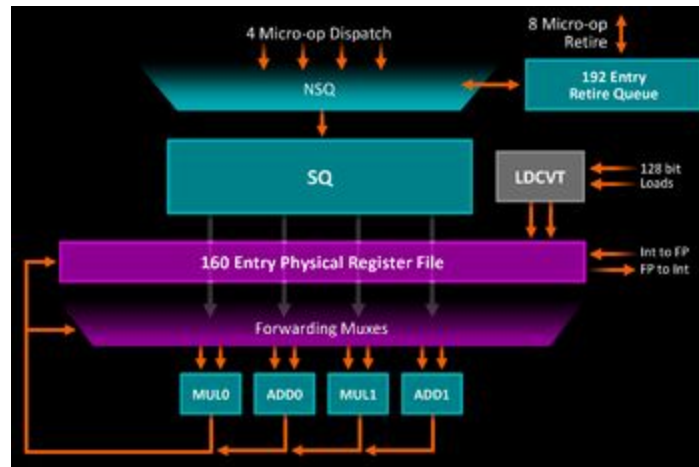 4 Micro-op Dispatch
8 Micro-op
Retire
NSQ
192 Entry
Retire Queue
SQ
LDCVT
128 bit
Loads
160 Entry Physical Register File
Int to FP
FP to Int
Forwarding Muxes
MUL0
ADD0
MUL1
ADD1